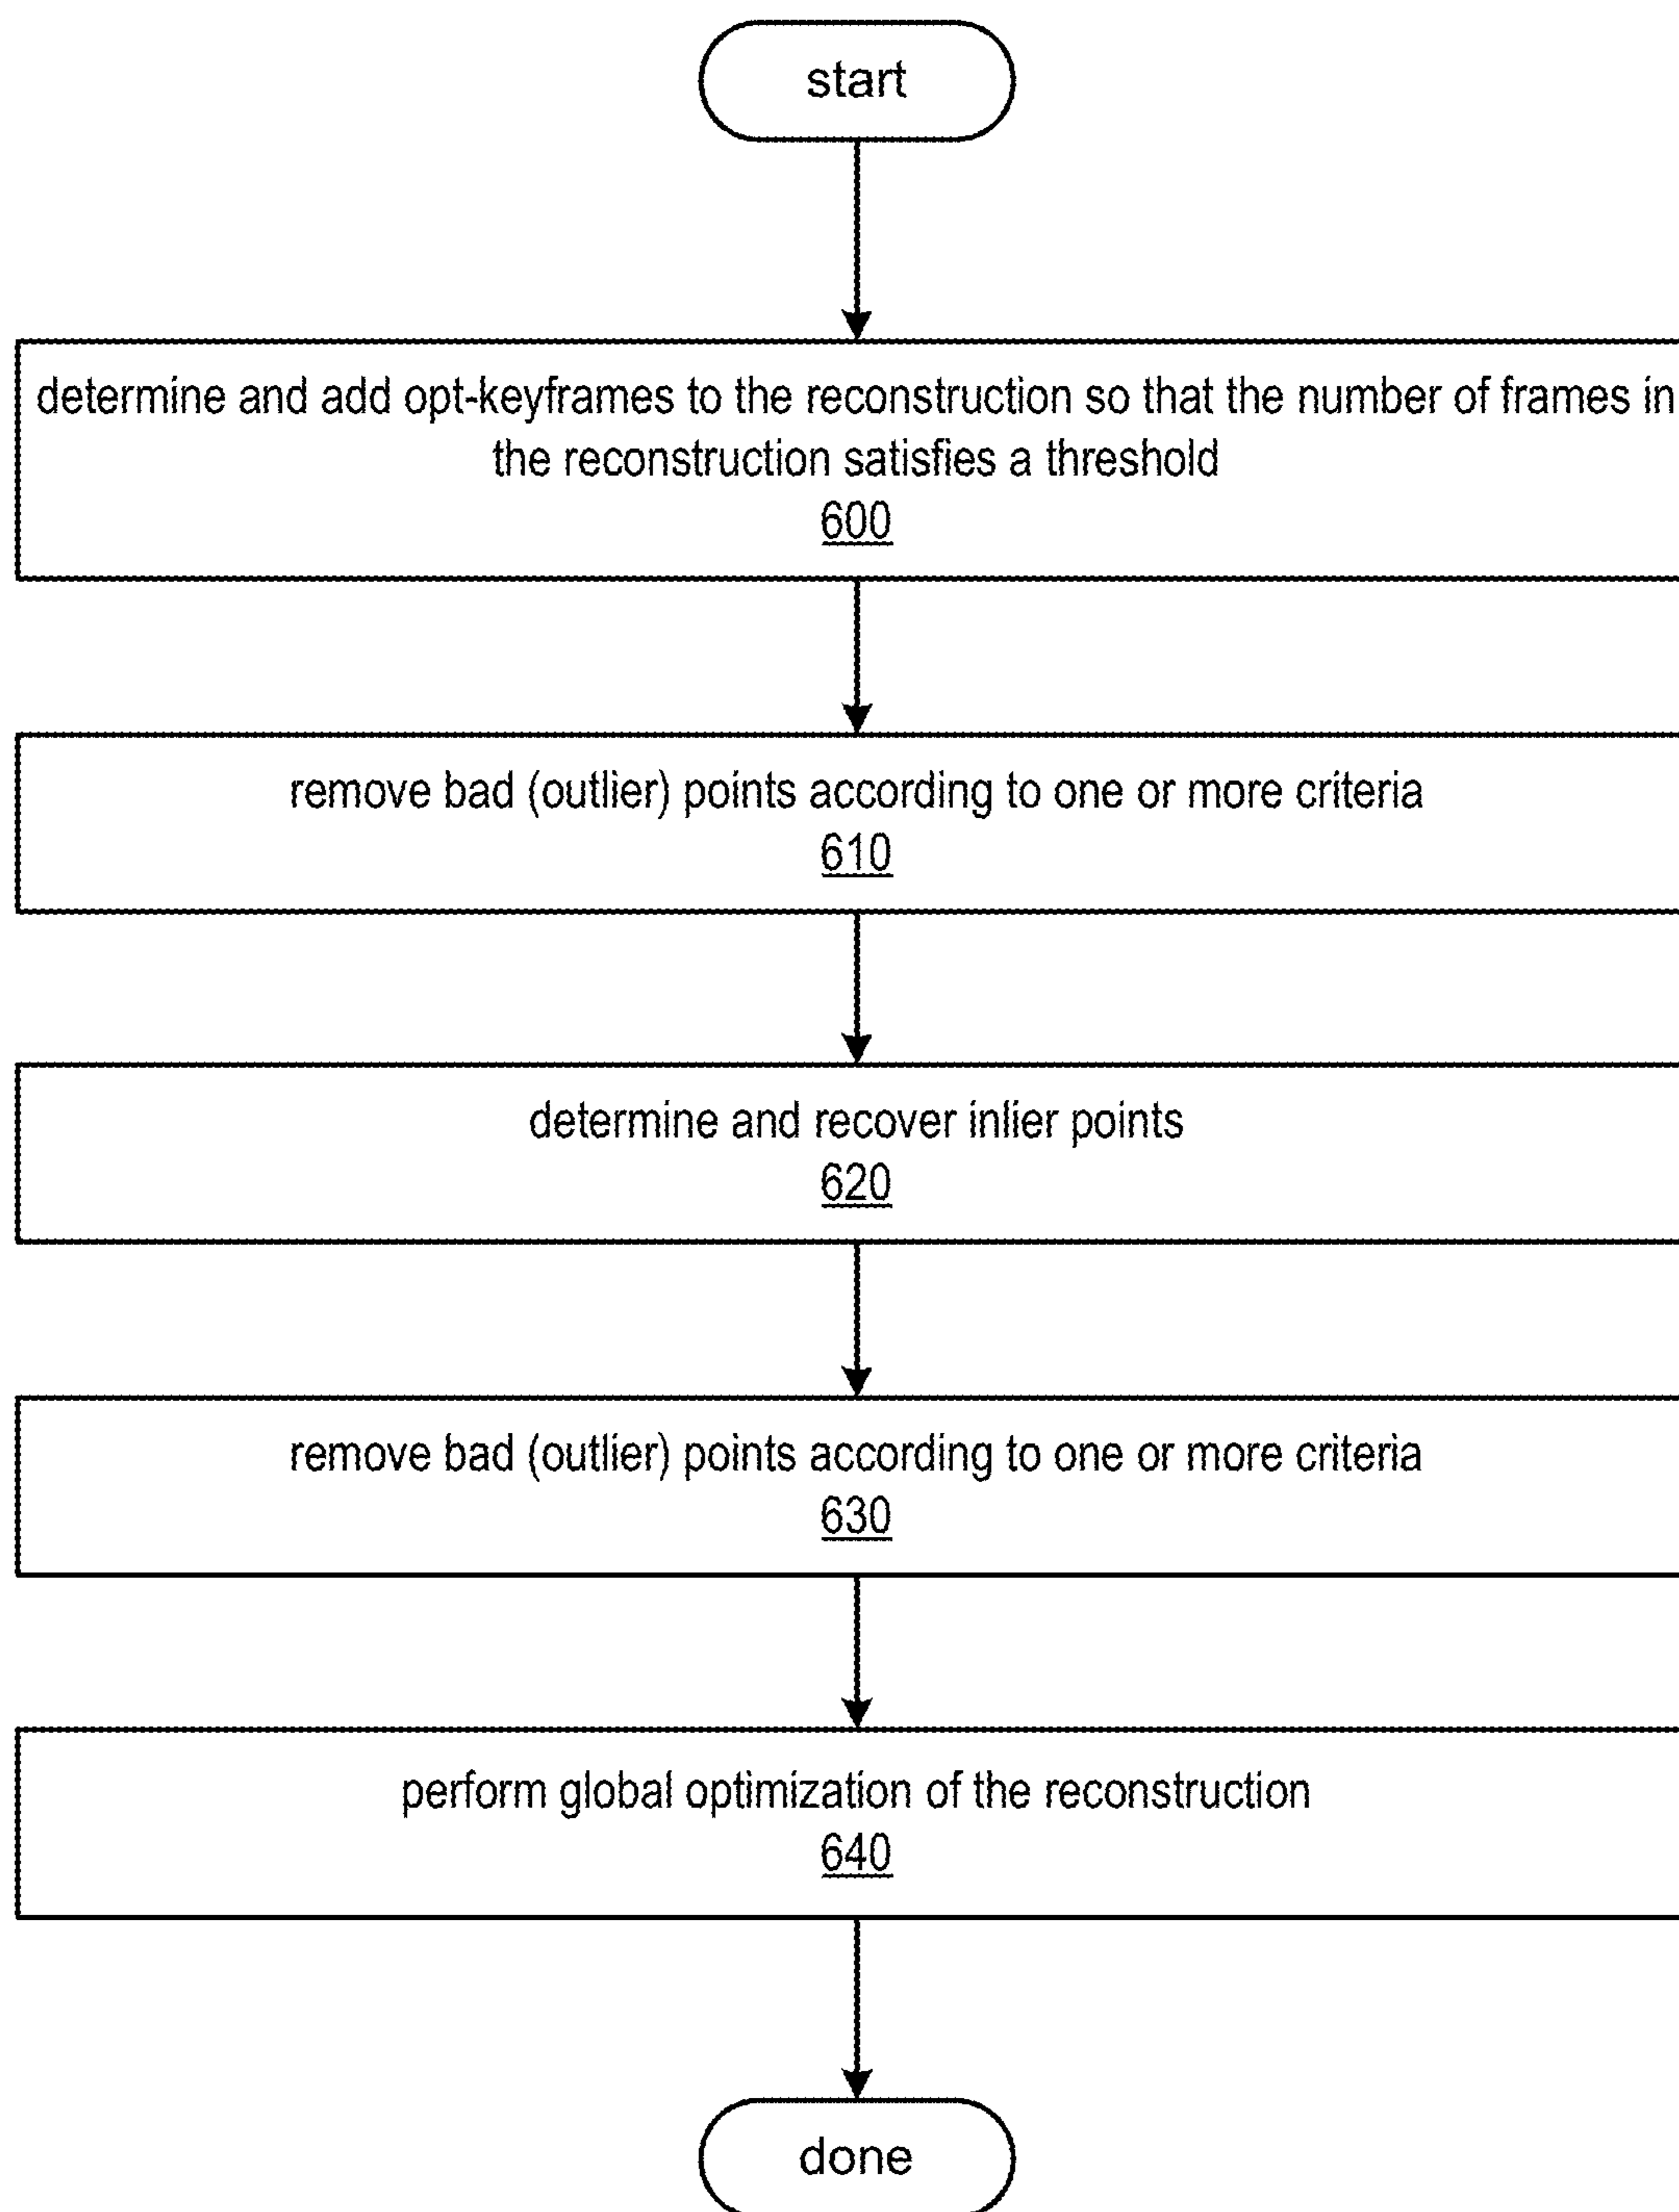 start
determine and add opt-keyframes to the reconstruction so that the number of frames in
the reconstruction satisfies a threshold
600
remove bad (outlier) points according to one or more criteria
610
determine and recover inlier points
620
remove bad (outlier) points according to one or more criteria
630
perform global optimization of the reconstruction
640
done